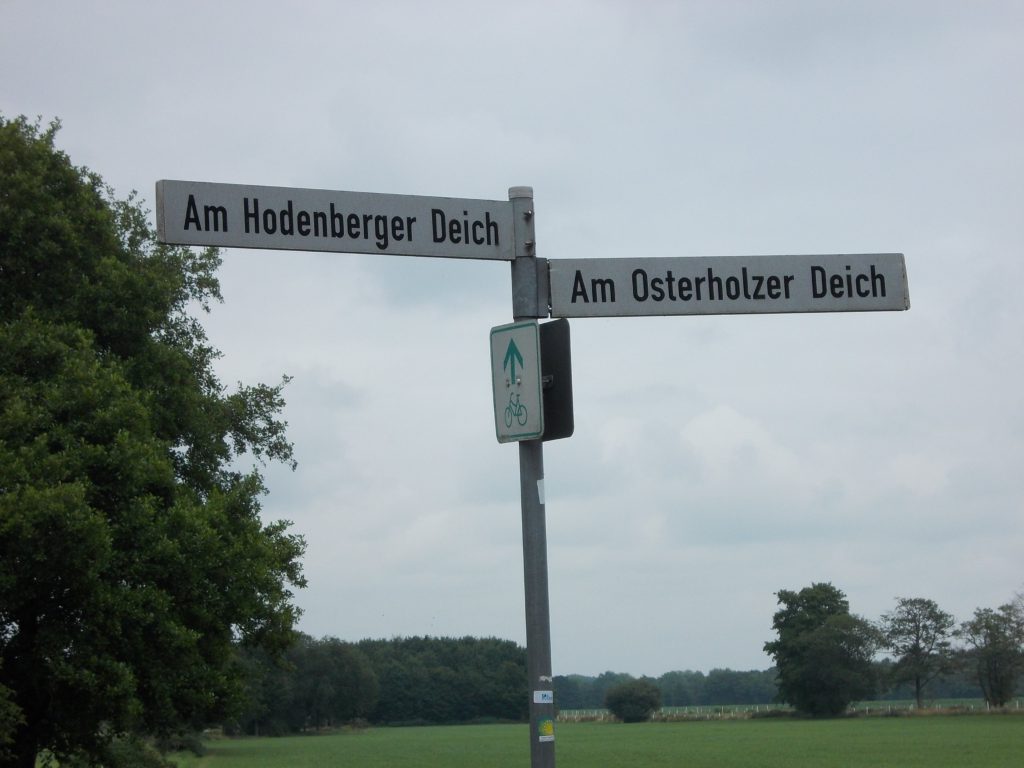 Am Hodenberger Deich
Am Osterholzer Deich